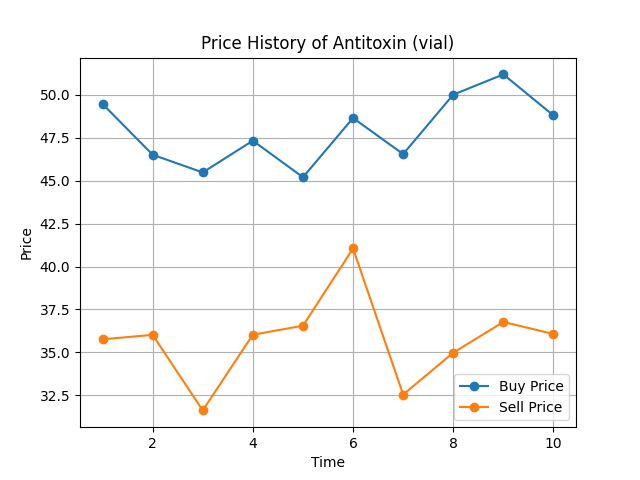 Price History of Antitoxin (vial)
50.0
47.5
45.0
42.5
40.0
37.5
35.0
32.5
Price
Buy Price
Sell Price
2 4 6 8 10
Time